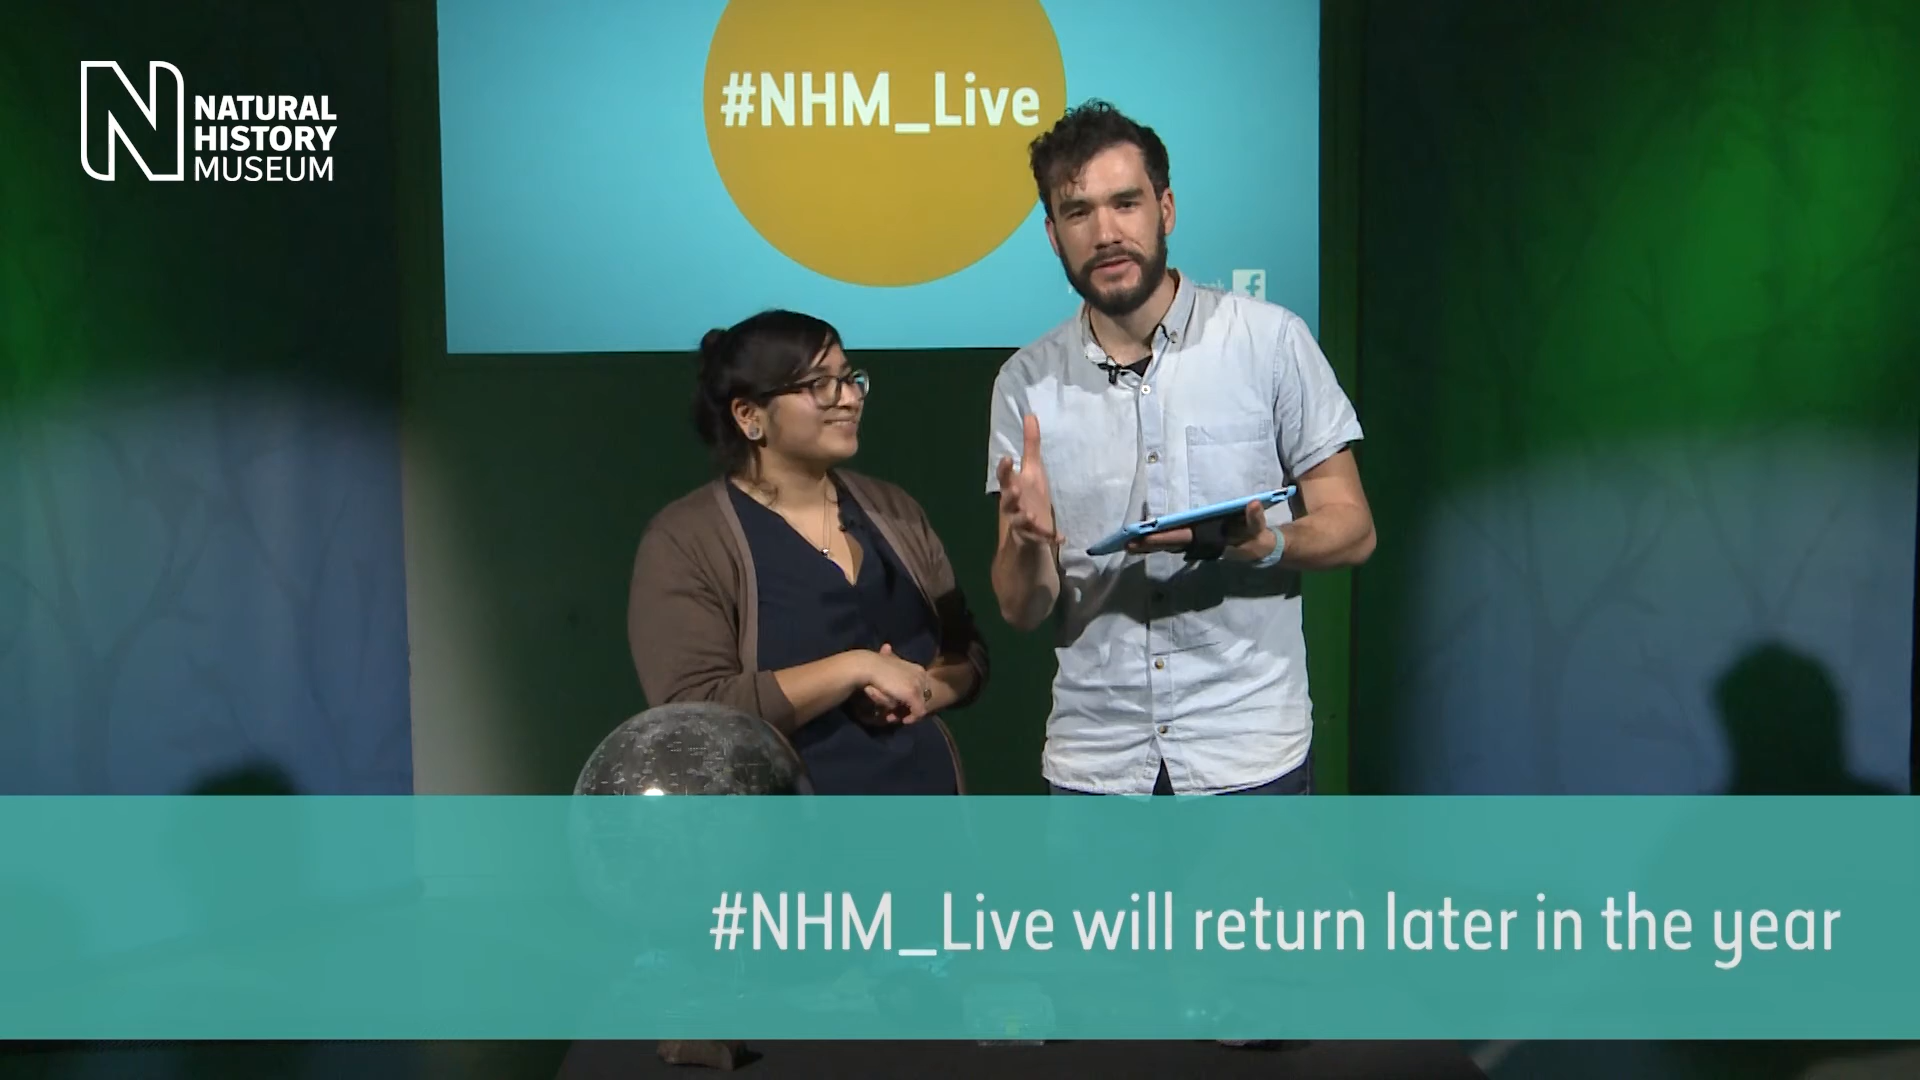 NATURAL
HISTORY
MUSEUM
#NHM_Live
#NHM_Live will return later in the year